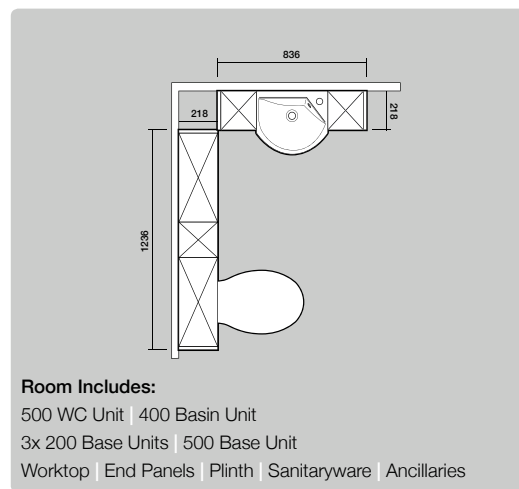 836
218
218
1236
Room Includes:
500 WC Unit | 400 Basin Unit
3x 200 Base Units | 500 Base Unit
Worktop | End Panels | Plinth | Sanitaryware | Ancillaries